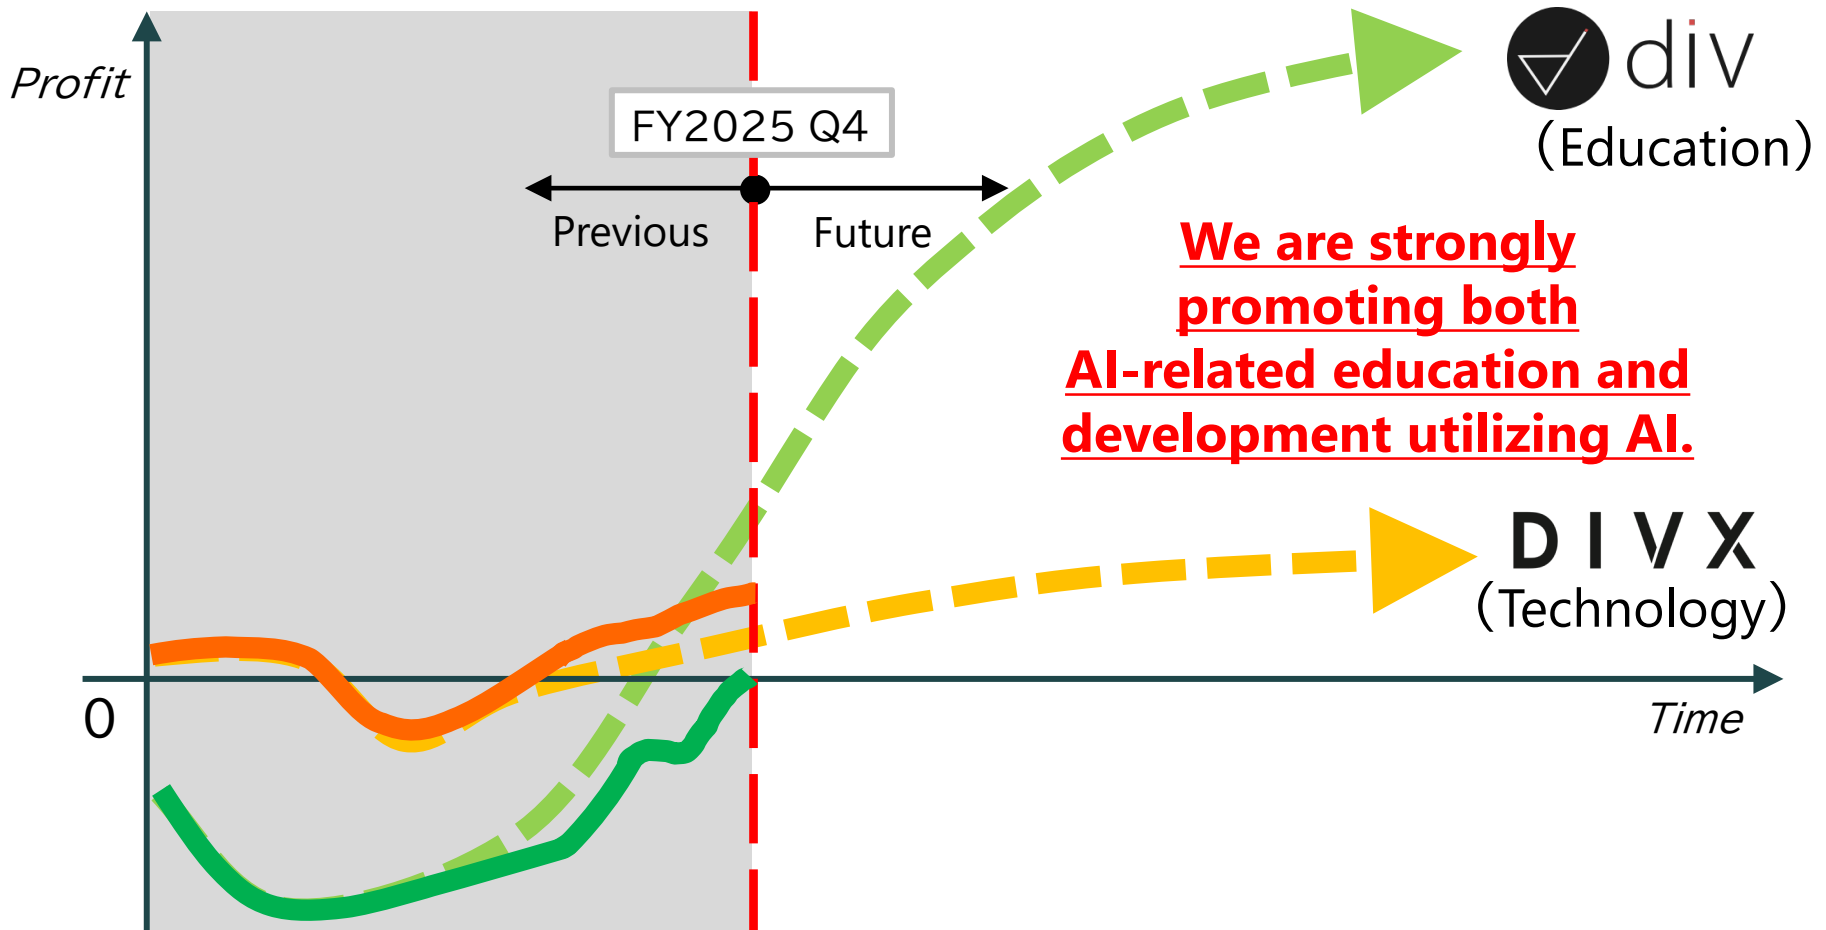 Profit
div
(Education)
FY2025 Q4
Previous
Future
We are strongly
promoting both
AI-related education and
development utilizing AI.
DIVX
(Technology)
0
Time